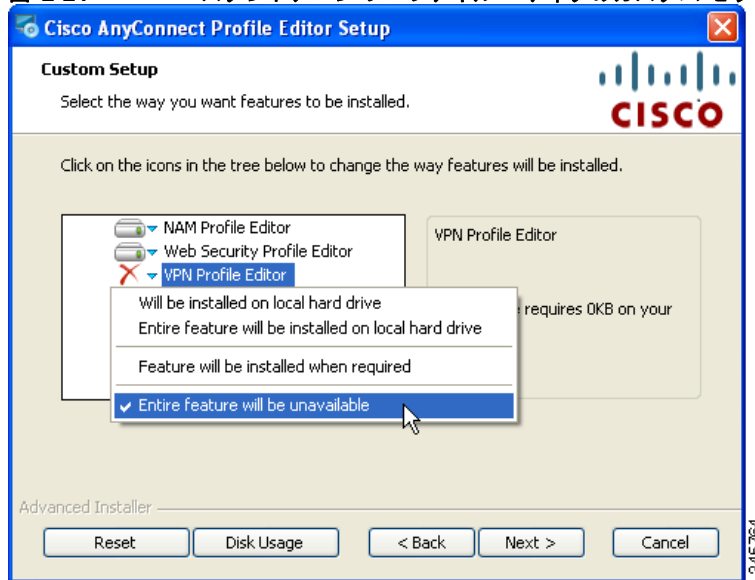 Cisco AnyConnect Profile Editor Setup
Custom Setup
Select the way you want features to be installed.
CISCO
Click on the icons in the tree below to change the way features will be installed.
NAM Profile Editor
Web Security Profile Editor
VPN Profile Editor
VPN Profile Editor
requires 0KB on your
Will be installed on local hard drive
Entire feature will be installed on local hard drive
Feature will be installed when required
Entire feature will be unavailable
Advanced Installer
Reset
Disk Usage
< Back
Next >
Cancel